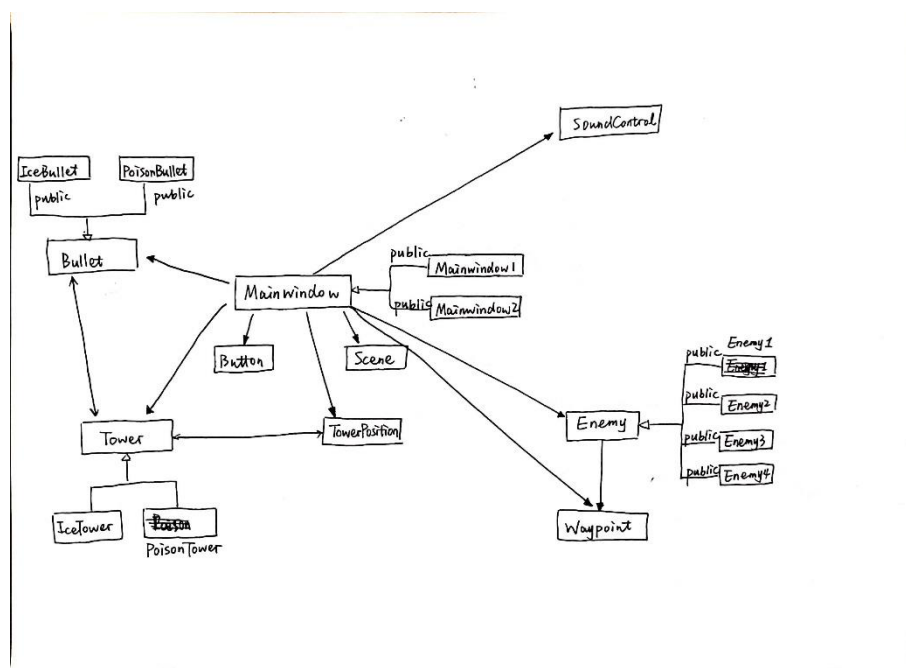 SoundControl
IceBullet
PoisonBullet
public
public
Bullet
public
Mainwindow1
Mainwindow
public
Mainwindow2
Button
Scene
Enemy1
public
Enemy1
public
Enemy2
Enemy
public
Enemy3
public
Enemy4
Tower
TowerPosition
IceTower
Poison
PoisonTower
Waypoint